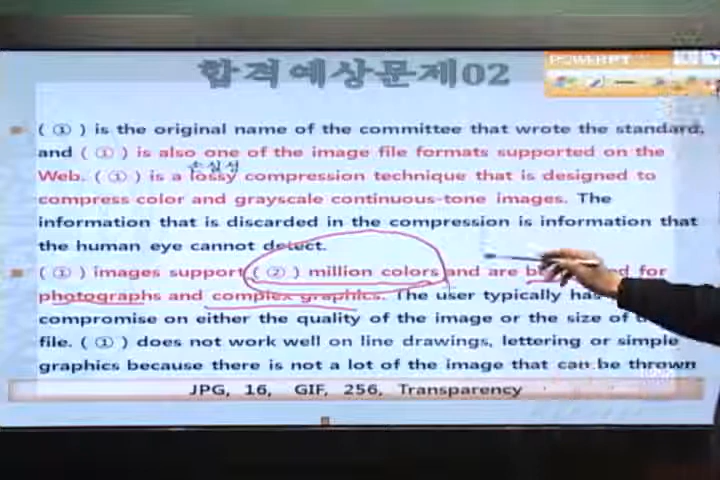 합격예상문제02
POWERPT
( ① ) is the original name of the committee that wrote the standard,
and ( ① ) is also one of the image file formats supported on the
손실성
Web. ( ① ) is a lossy compression technique that is designed to
compress color and grayscale continuous-tone images. The
information that is discarded in the compression is information that
the human eye cannot detect.
( ① ) images support ( ② ) million colors and are for
photographs and complex graphics. The user typically has
compromise on either the quality of the image or the size of
file. ( ① ) does not work well on line drawings, lettering or simple
graphics because there is not a lot of the image that can be thrown
JPG, 16, GIF, 256, Transparency